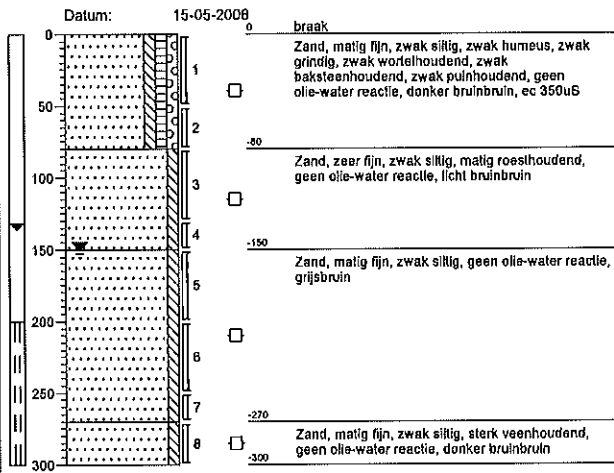 Datum: 15-05-2008
0 braak
Zand, matig fijn, zwak siltig, zwak humeus, zwak
grindig, zwak wortelhoudend, zwak
baksteenhoudend, zwak puinhoudend, geen
olie-water reactie, donker bruinbruin, ec 350uS
-80
Zand, zeer fijn, zwak siltig, matig roesthoudend,
geen olie-water reactie, licht bruinbruin
-150
Zand, matig fijn, zwak siltig, geen olie-water reactie,
grijsbruin
-270
Zand, matig fijn, zwak siltig, sterk veenhoudend,
geen olie-water reactie, donker bruinbruin
-300
0
50
100
150
200
250
300
1
2
3
4
5
6
7
8